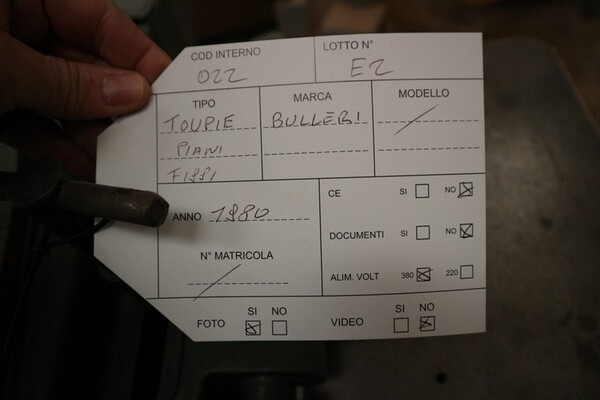 COD INTERNO
022
LOTTO N°
E2
TIPO
TOUPIE
PIANI
FISSI
MARCA
BULLERI
MODELLO
ANNO 1980
N° MATRICOLA
CE SI NO
DOCUMENTI SI NO
ALIM. VOLT 380 220
FOTO SI NO
VIDEO SI NO